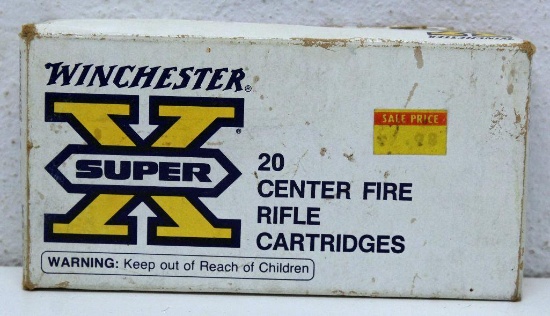 WINCHESTER®
SUPER X®
20
CENTER FIRE
RIFLE
CARTRIDGES
WARNING: Keep out of Reach of Children
SALE PRICE